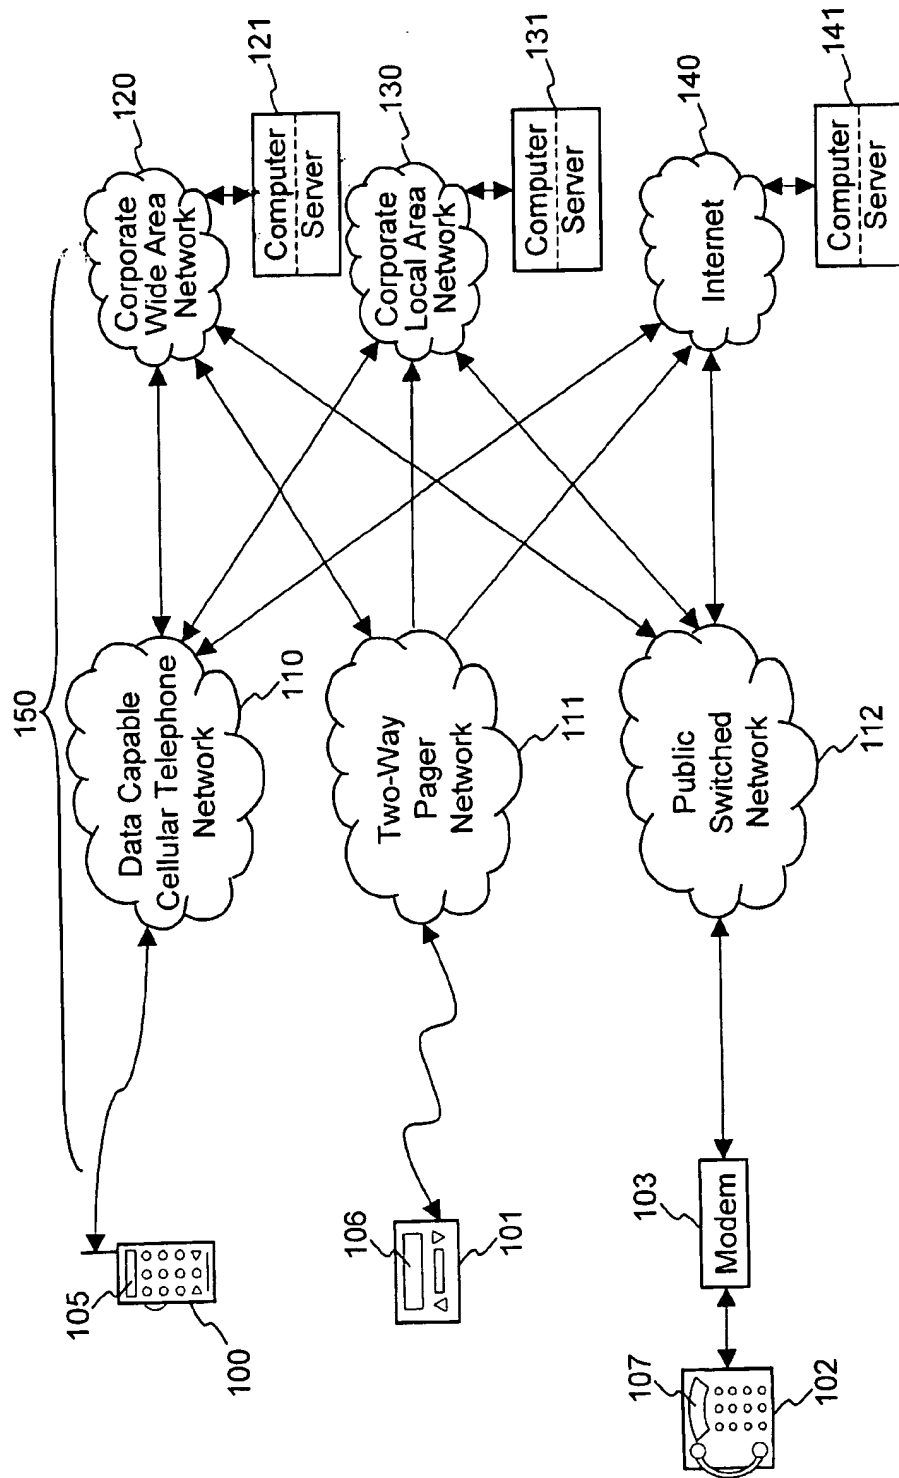 150
120
Corporate
Wide Area
Network
Computer
Server
121
130
Corporate
Local Area
Network
Computer
Server
131
140
Internet
Computer
Server
141
Data Capable
Cellular Telephone
Network
110
Two-Way
Pager
Network
111
Public
Switched
Network
112
105
100
106
101
103
Modem
107
102